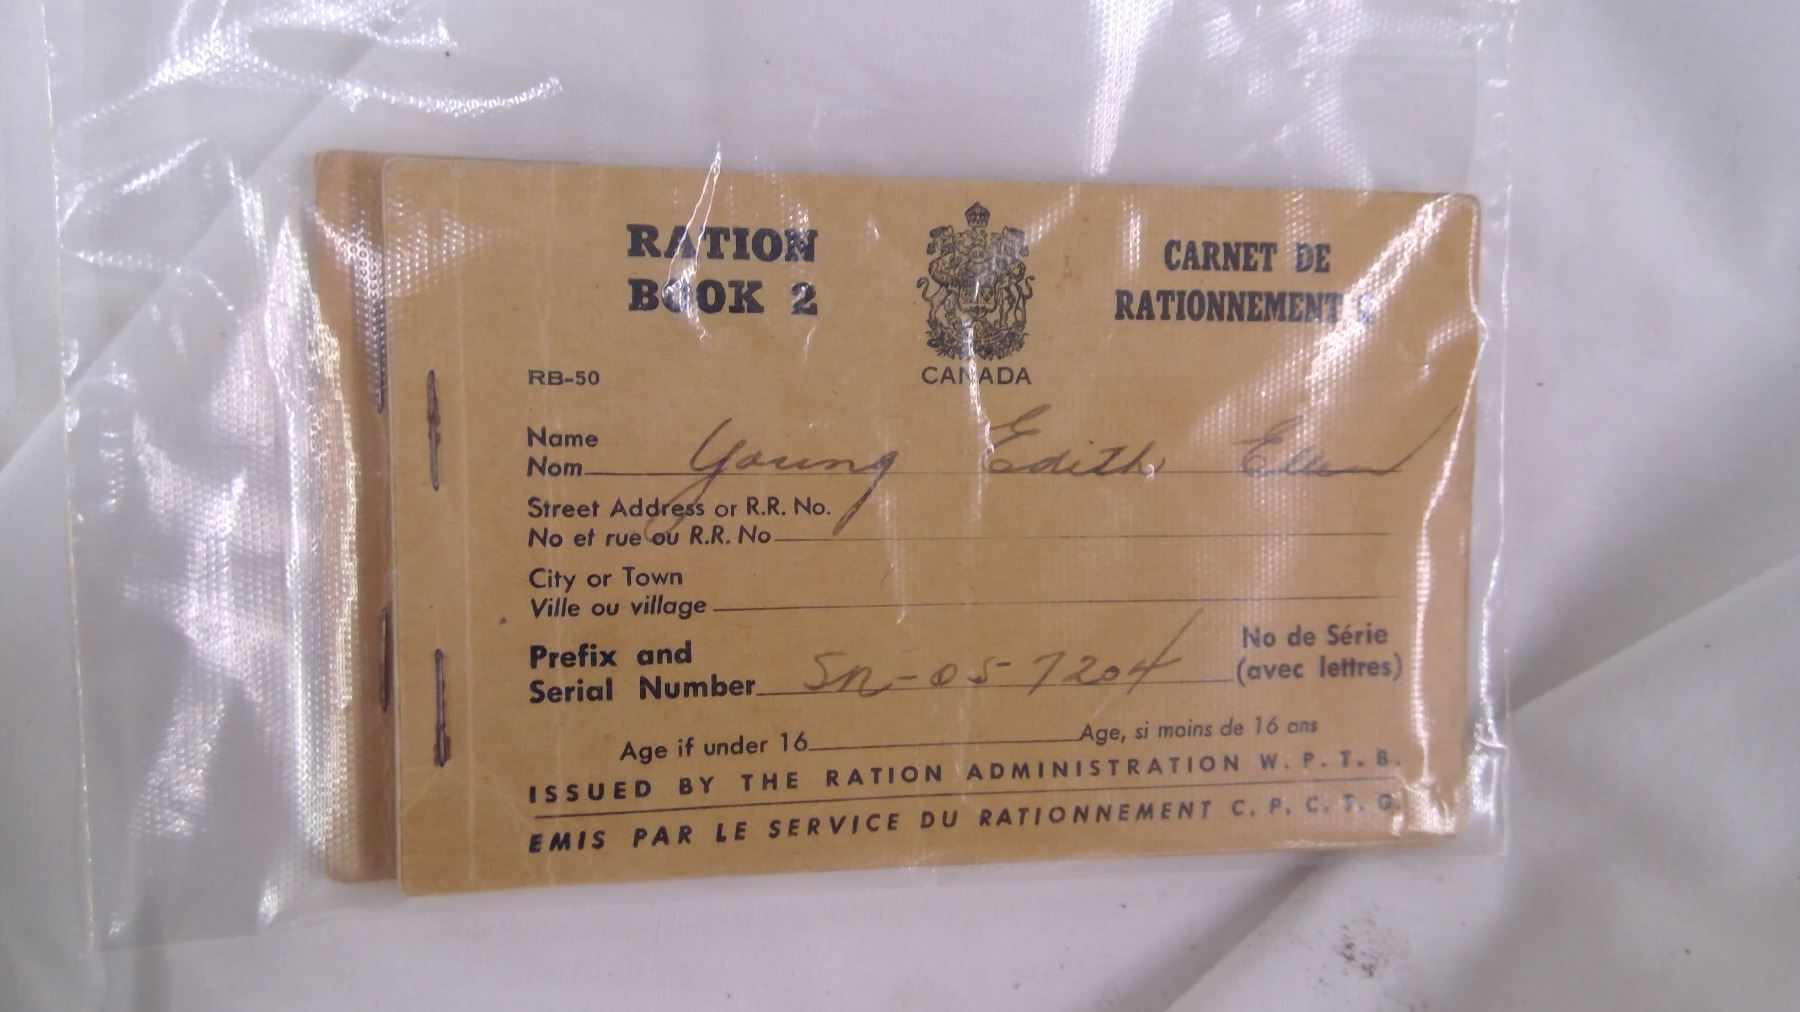 RATION
BOOK 2
CANADA
CARNET DE
RATIONNEMENT 2
RB-50
Name
Nom Young Edith Ellen
Street Address or R.R. No.
No et rue ou R.R. No
City or Town
Ville ou village
Prefix and
Serial Number SN-05-7204
No de Série
(avec lettres)
Age if under 16 Age, si moins de 16 ans
ISSUED BY THE RATION ADMINISTRATION W. P. T. B.
EMIS PAR LE SERVICE DU RATIONNEMENT C. P. C. T. G.